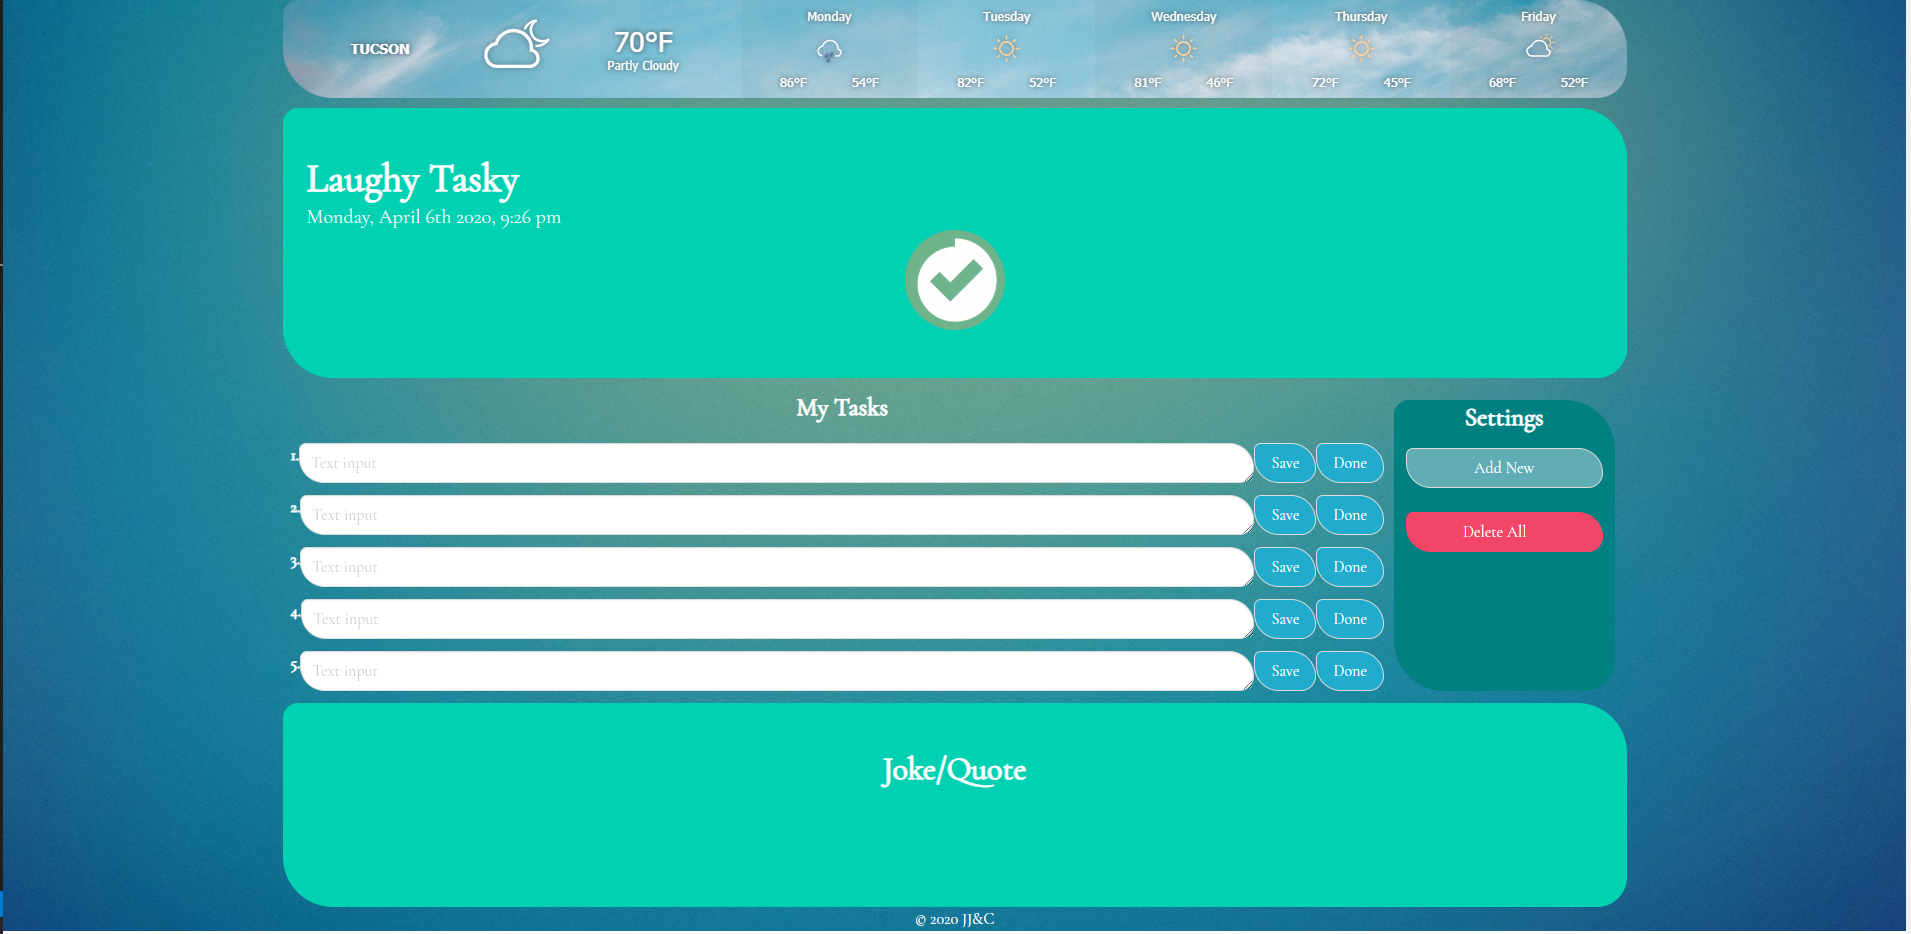 TUCSON
70°F
Partly Cloudy
Monday
86°F 54°F
Tuesday
82°F 52°F
Wednesday
81°F 46°F
Thursday
72°F 45°F
Friday
68°F 52°F
Laughy Tasky
Monday, April 6th 2020, 9:26 pm
My Tasks
1. Text input Save Done
2. Text input Save Done
3. Text input Save Done
4. Text input Save Done
5. Text input Save Done
Settings
Add New
Delete All
Joke/Quote
© 2020 JJ&C